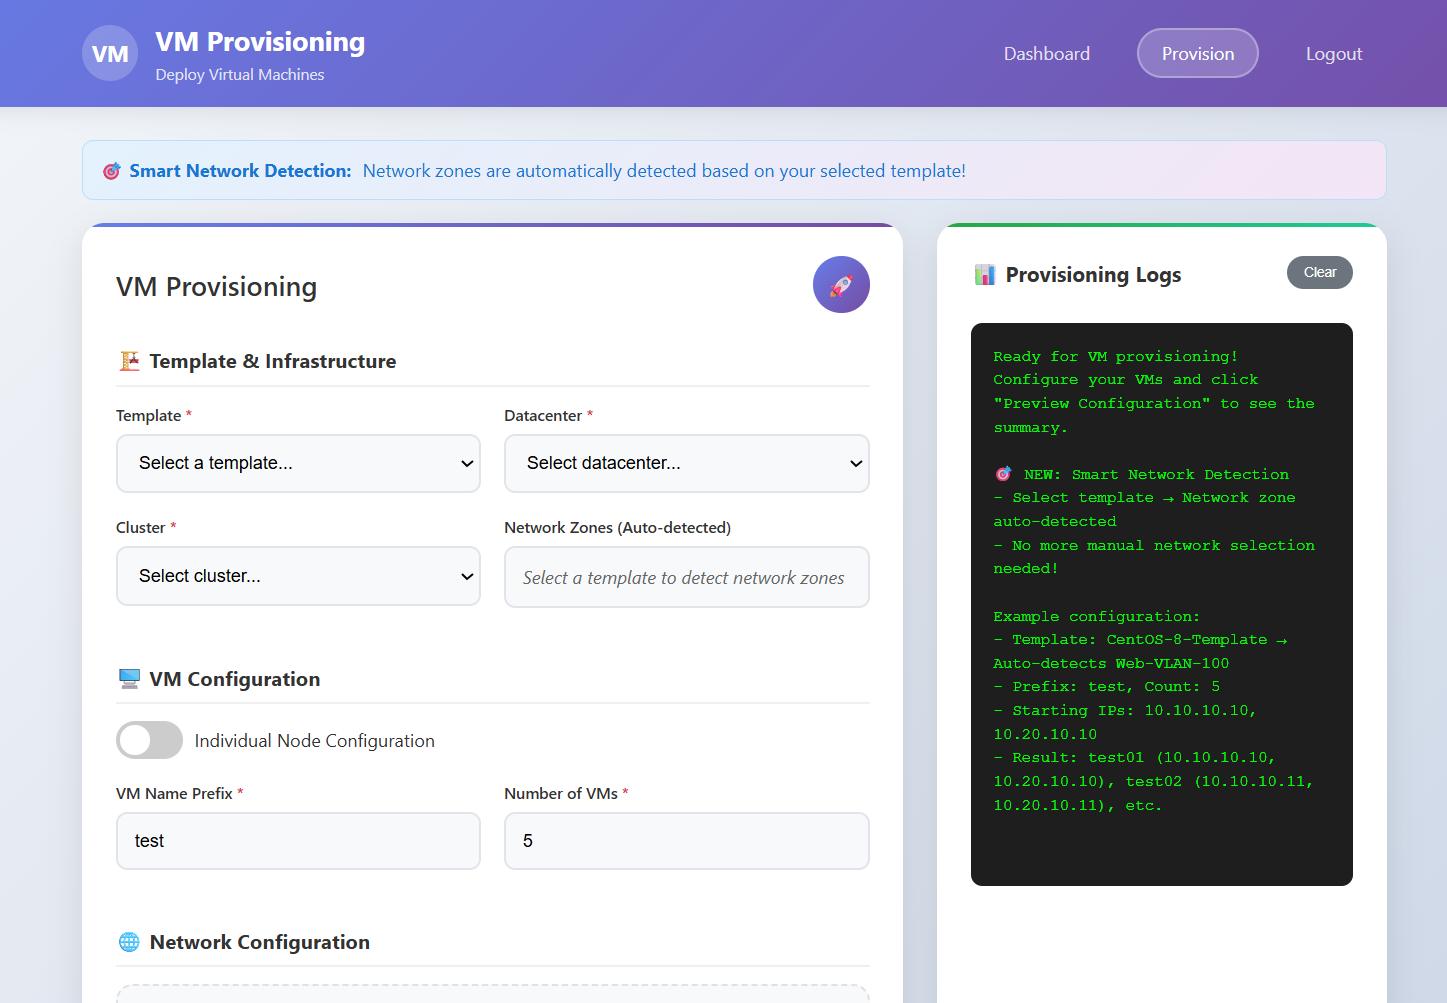 VM
VM Provisioning
Deploy Virtual Machines
Dashboard
Provision
Logout
🎯 Smart Network Detection: Network zones are automatically detected based on your selected template!
VM Provisioning
🚀
🏗️ Template & Infrastructure
Template *
Select a template...
Datacenter *
Select datacenter...
Cluster *
Select cluster...
Network Zones (Auto-detected)
Select a template to detect network zones
🖥️ VM Configuration
Individual Node Configuration
VM Name Prefix *
test
Number of VMs *
5
🌐 Network Configuration
📊 Provisioning Logs
Clear
Ready for VM provisioning!
Configure your VMs and click
"Preview Configuration" to see the
summary.
🎯 NEW: Smart Network Detection
- Select template → Network zone
auto-detected
- No more manual network selection
needed!
Example configuration:
- Template: CentOS-8-Template →
Auto-detects Web-VLAN-100
- Prefix: test, Count: 5
- Starting IPs: 10.10.10.10,
10.20.10.10
- Result: test01 (10.10.10.10,
10.20.10.10), test02 (10.10.10.11,
10.20.10.11), etc.